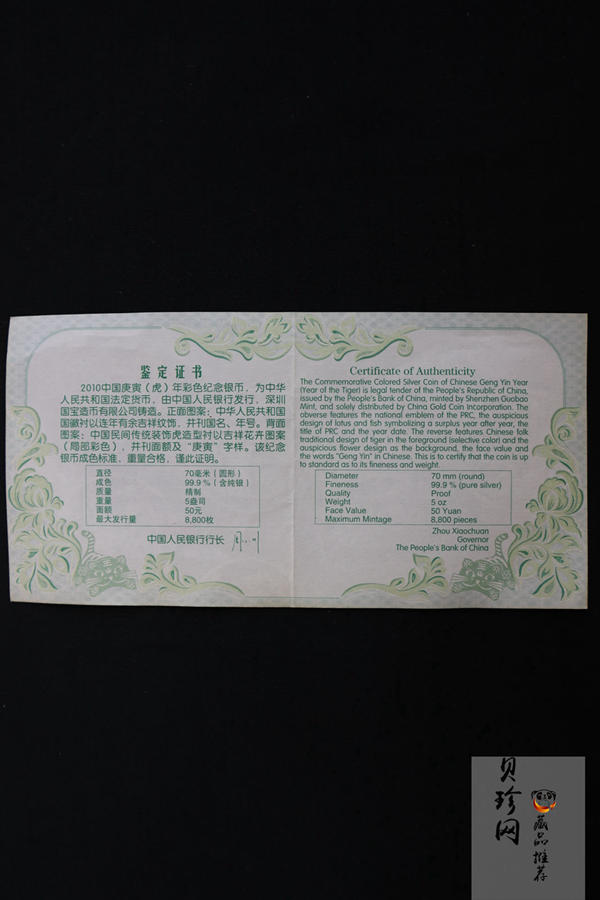 鉴定证书
2010中国庚寅（虎）年彩色纪念银币，为中华
人民共和国法定货币，由中国人民银行发行，深圳
国宝造币有限公司铸造。正面图案：中华人民共和国
国徽衬以连年有余吉祥纹饰，并刊国名、年号。背面
图案：中国民间传统装饰虎造型衬以吉祥花卉图案
（局部彩色），并刊面额及“庚寅”字样。该纪念
银币成色标准，重量合格，谨此证明。
直径 70毫米（圆形）
成色 99.9％（含纯银）
质量 精制
重量 5盎司
面额 50元
最大发行量 8,800枚
中国人民银行行长
Certificate of Authenticity
The Commemorative Colored Silver Coin of Chinese Geng Yin Year
(Year of the Tiger) is legal tender of the People's Republic of China,
issued by the People's Bank of China, minted by Shenzhen Guobao
Mint, and solely distributed by China Gold Coin Incorporation. The
obverse features the national emblem of the PRC, the auspicious
design of lotus and fish symbolizing a surplus year after year, the
title of PRC and the year date. The reverse features Chinese folk
traditional design of tiger in the foreground (selective color) and the
auspicious flower design as the background, the face value and
the words "Geng Yin" in Chinese. This is to certify that the coin is up
to standard as to its fineness and weight.
Diameter 70 mm (round)
Fineness 99.9 % (pure silver)
Quality Proof
Weight 5 oz
Face Value 50 Yuan
Maximum Mintage 8,800 pieces
Zhou Xiaochuan
Governor
The People's Bank of China
贝珍网
藏品推荐